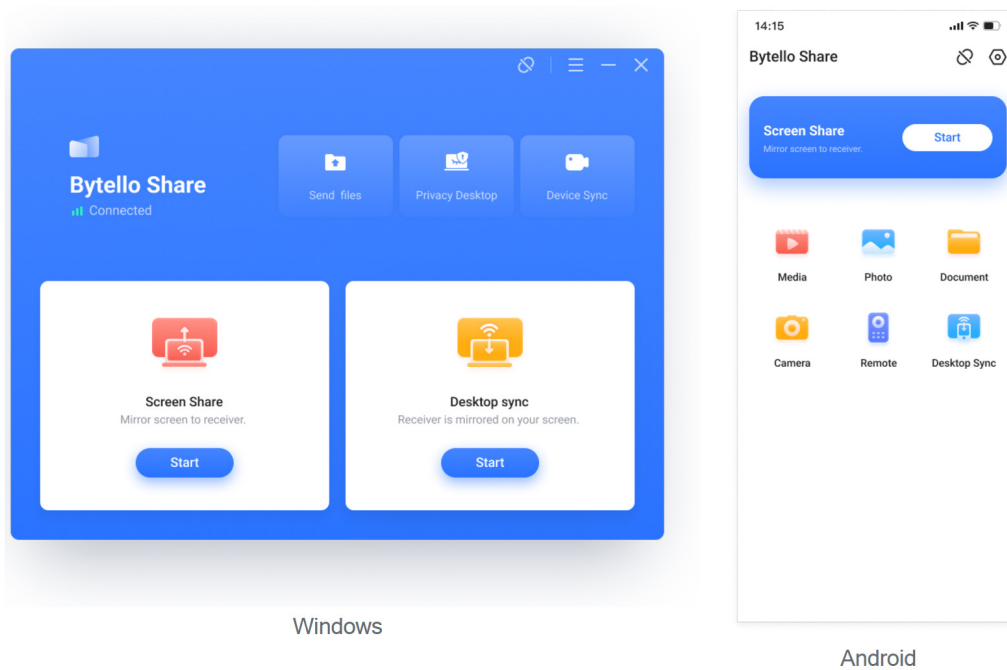 Bytello Share
Connected
Send files
Privacy Desktop
Device Sync
Screen Share
Mirror screen to receiver.
Start
Desktop sync
Receiver is mirrored on your screen.
Start
Windows
14:15
Bytello Share
Screen Share
Mirror screen to receiver.
Start
Media
Photo
Document
Camera
Remote
Desktop Sync
Android